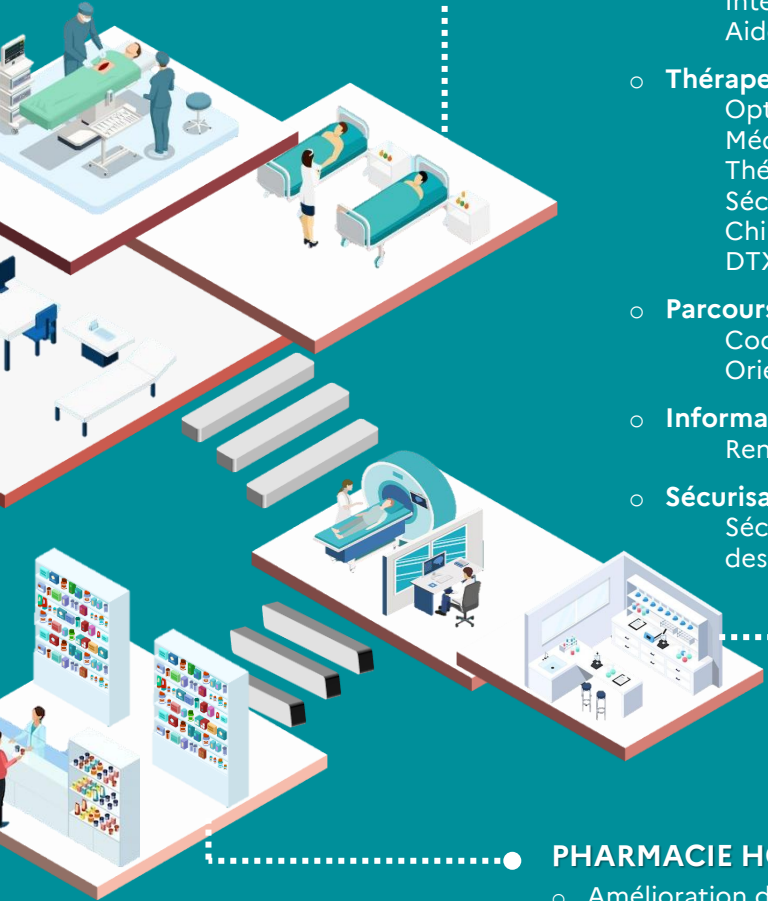 Inte
Aide
○ Thérape
Opt
Méd
Thé
Séc
Chi
DTX
○ Parcours
Coo
Orie
○ Informa
Ren
○ Sécurisa
Séc
des
PHARMACIE HO
○ Amélioration d